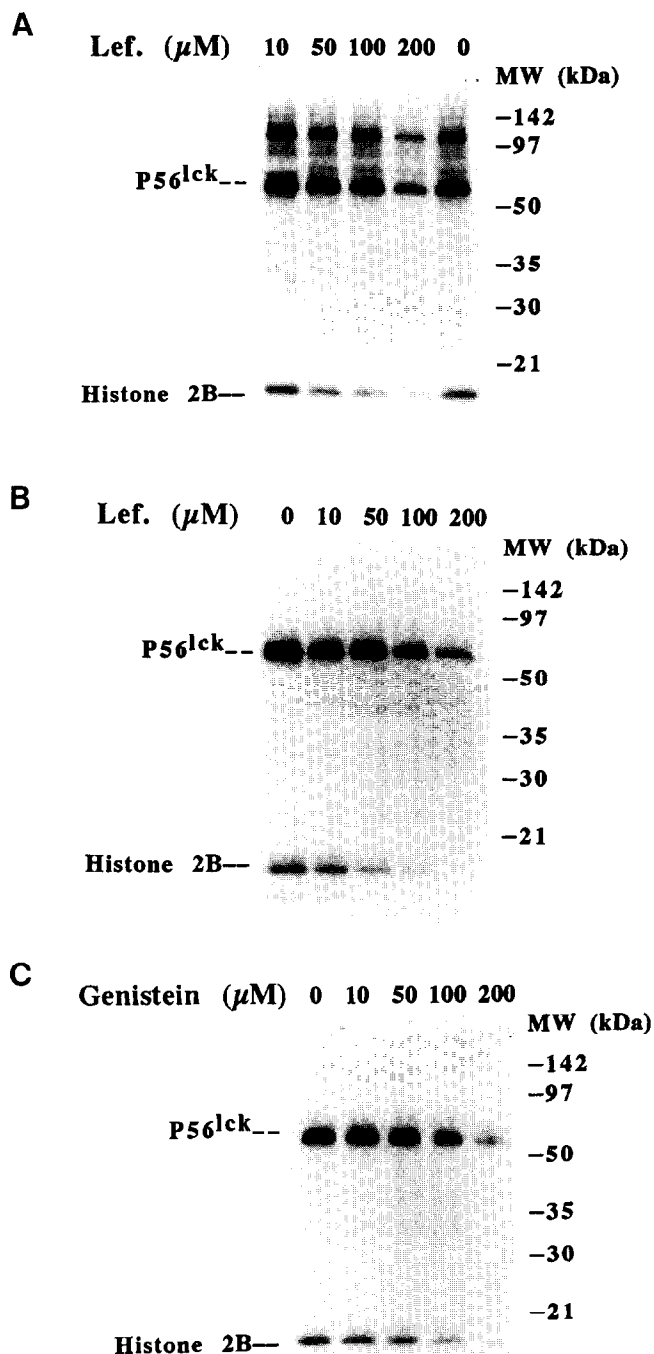 A
Lef. (μM) 10 50 100 200 0
MW (kDa)
–142
–97
P56lck--
–50
–35
–30
–21
Histone 2B––
B
Lef. (μM) 0 10 50 100 200
MW (kDa)
–142
–97
P56lck--
–50
–35
–30
–21
Histone 2B––
C
Genistein (μM) 0 10 50 100 200
MW (kDa)
–142
–97
P56lck--
–50
–35
–30
–21
Histone 2B––